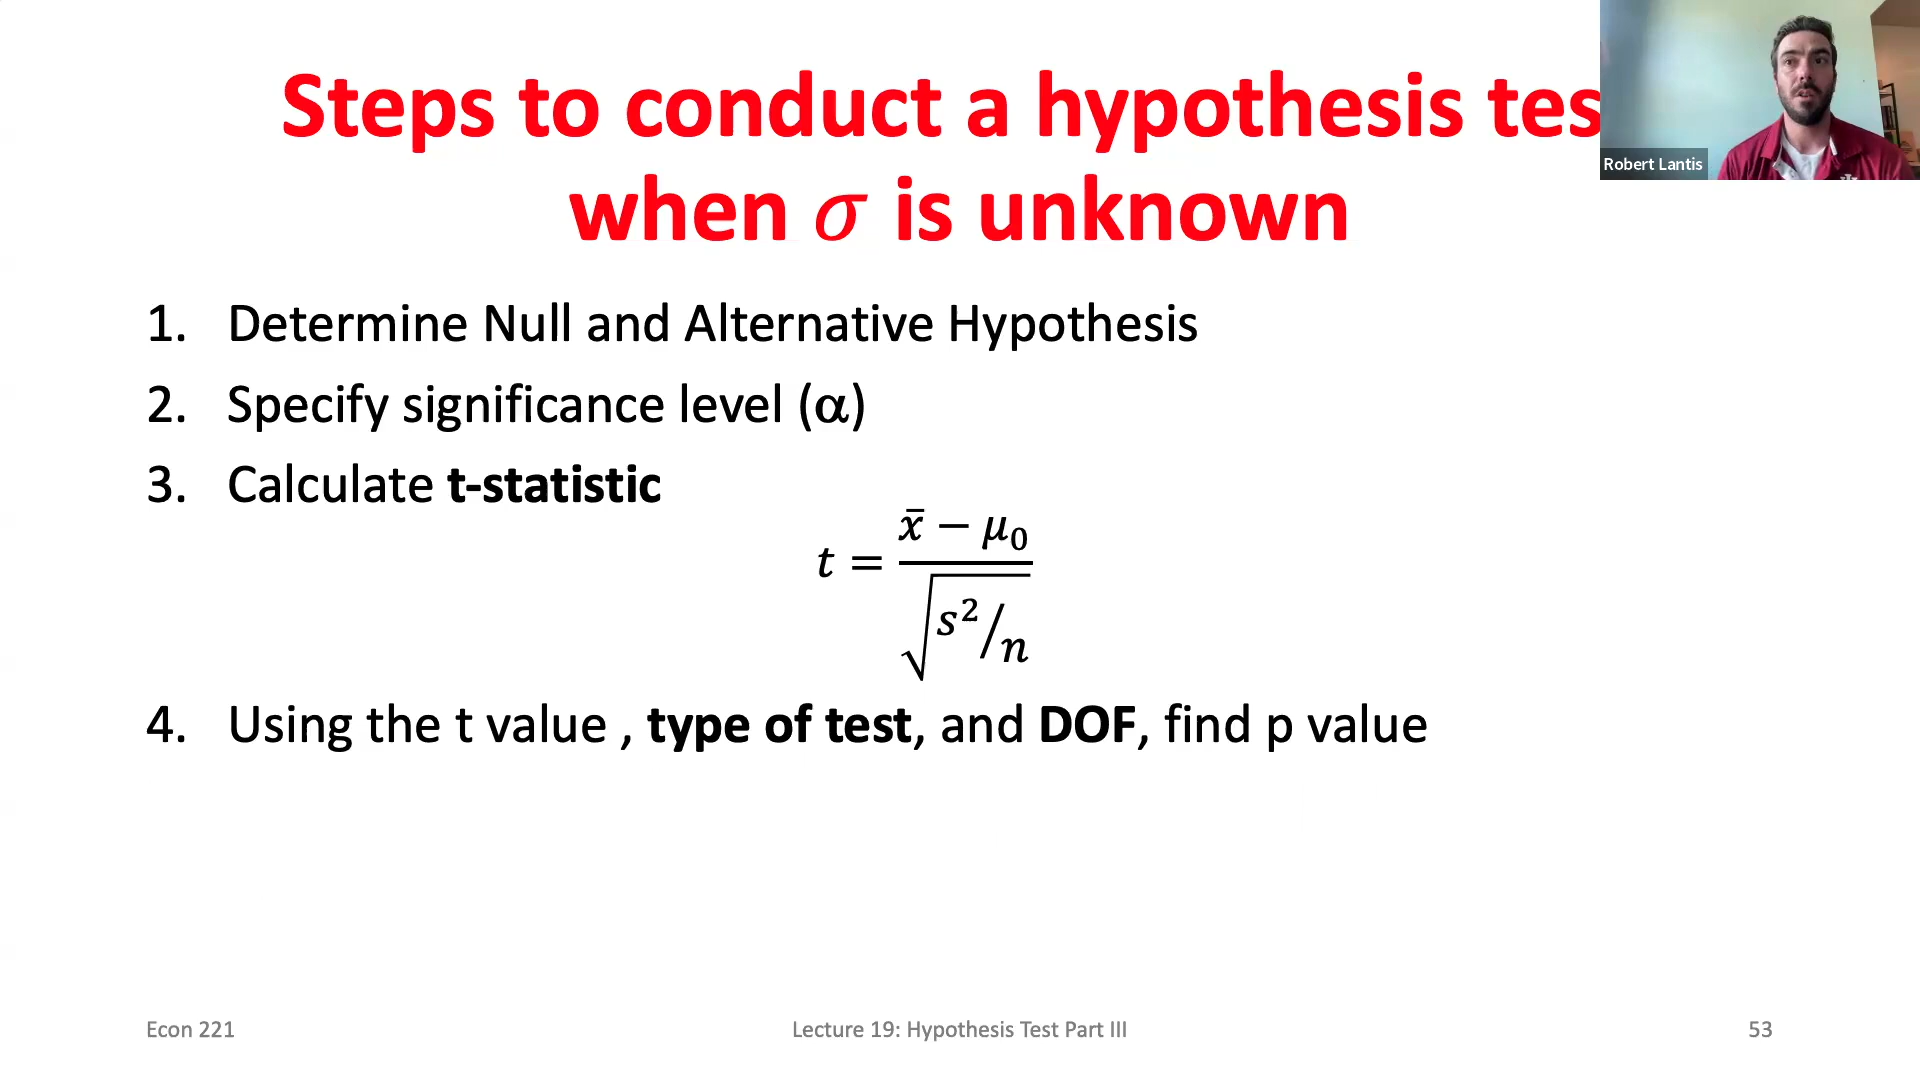 Steps to conduct a hypothesis tes
when σ is unknown
Robert Lantis
1. Determine Null and Alternative Hypothesis
2. Specify significance level (α)
3. Calculate t-statistic
t = x̄ − μ₀ / √s²/n
4. Using the t value , type of test, and DOF, find p value
Econ 221
Lecture 19: Hypothesis Test Part III
53